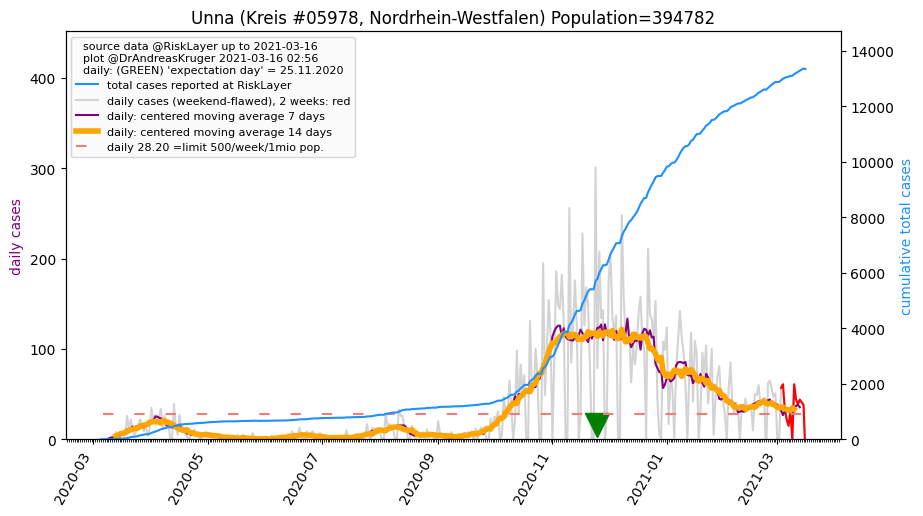 Unna (Kreis #05978, Nordrhein-Westfalen) Population=394782
source data @RiskLayer up to 2021-03-16
plot @DrAndreasKruger 2021-03-16 02:56
daily: (GREEN) 'expectation day' = 25.11.2020
total cases reported at RiskLayer
daily cases (weekend-flawed), 2 weeks: red
daily: centered moving average 7 days
daily: centered moving average 14 days
daily 28.20 =limit 500/week/1mio pop.
daily cases
400
300
200
100
0
14000
12000
10000
8000
6000
4000
2000
0
cumulative total cases
2020-03
2020-05
2020-07
2020-09
2020-11
2021-01
2021-03